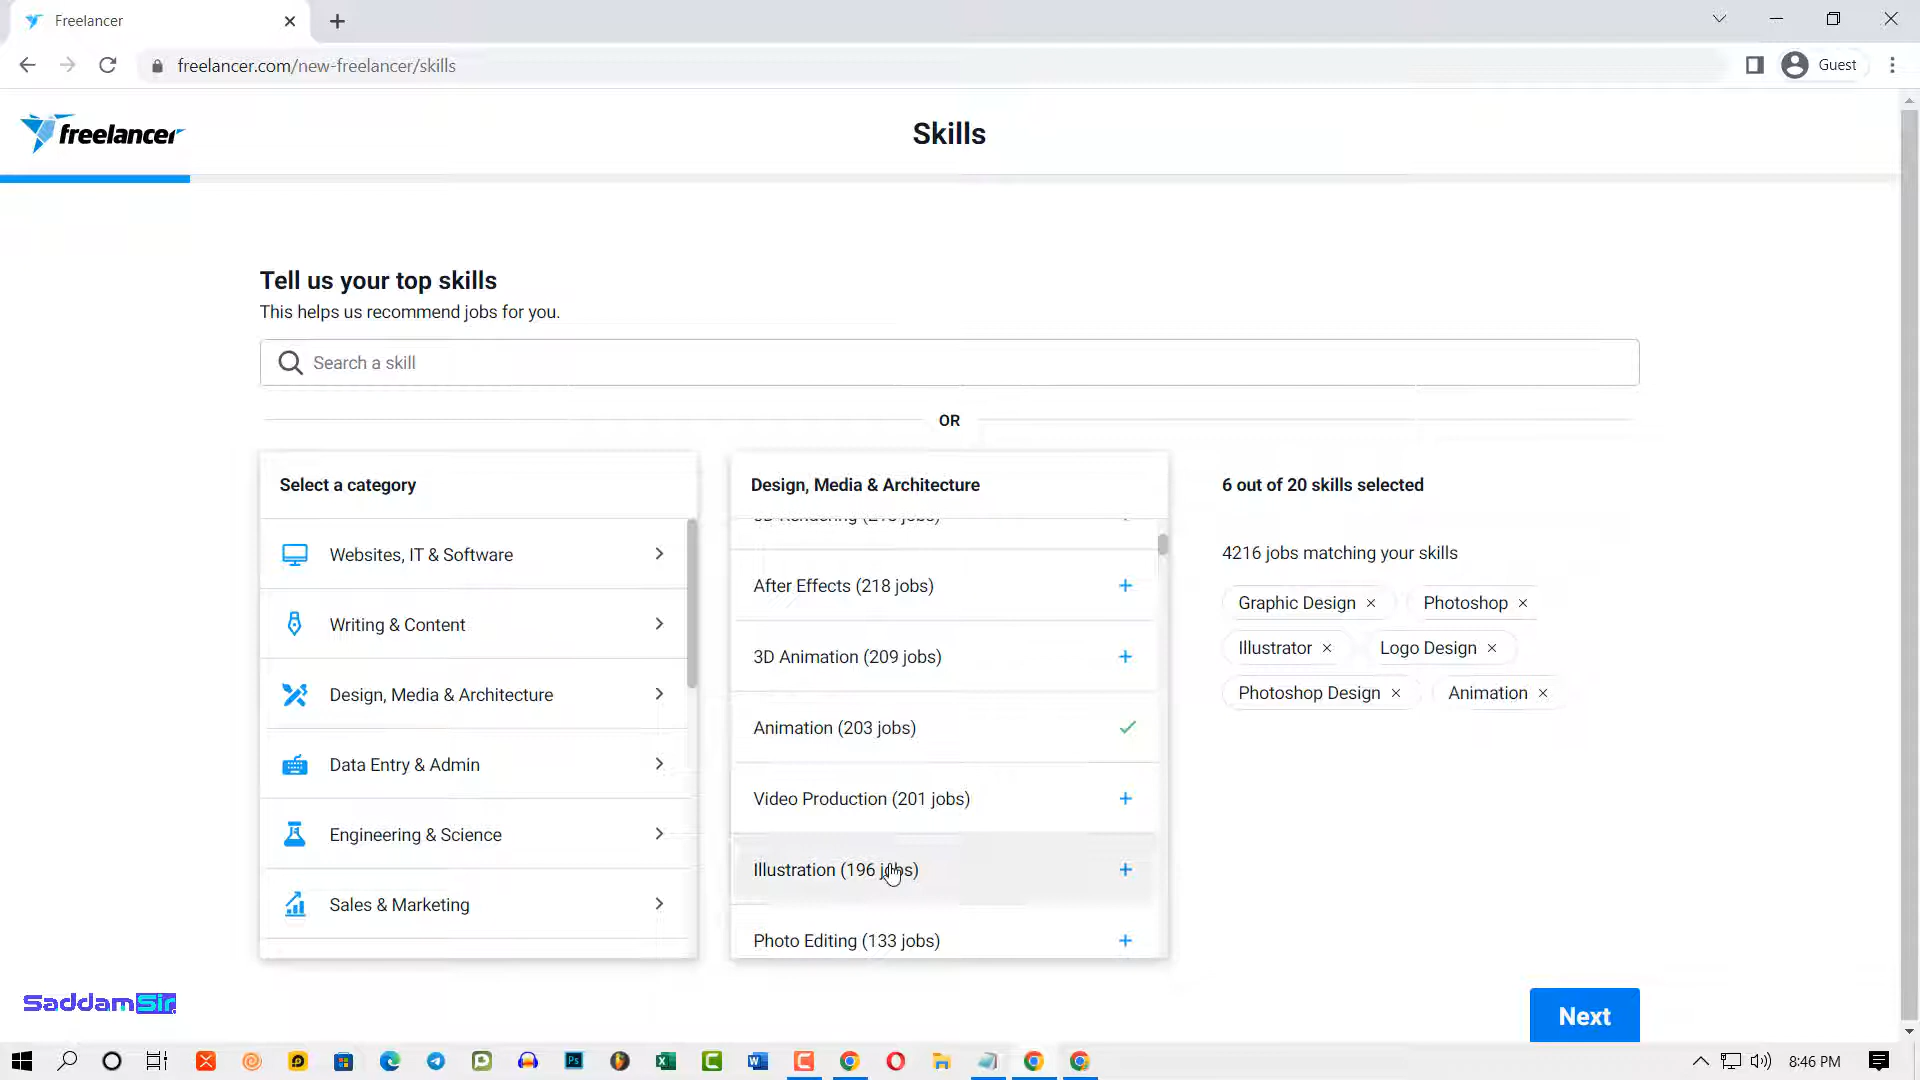 Freelancer
freelancer.com/new-freelancer/skills
Guest
freelancer
Skills
Tell us your top skills
This helps us recommend jobs for you.
Search a skill
OR
Select a category
Websites, IT & Software
Writing & Content
Design, Media & Architecture
Data Entry & Admin
Engineering & Science
Sales & Marketing
Design, Media & Architecture
After Effects (218 jobs)
3D Animation (209 jobs)
Animation (203 jobs)
Video Production (201 jobs)
Illustration (196 jobs)
Photo Editing (133 jobs)
6 out of 20 skills selected
4216 jobs matching your skills
Graphic Design × Photoshop ×
Illustrator × Logo Design ×
Photoshop Design × Animation ×
SaddamSir
Next
8:46 PM